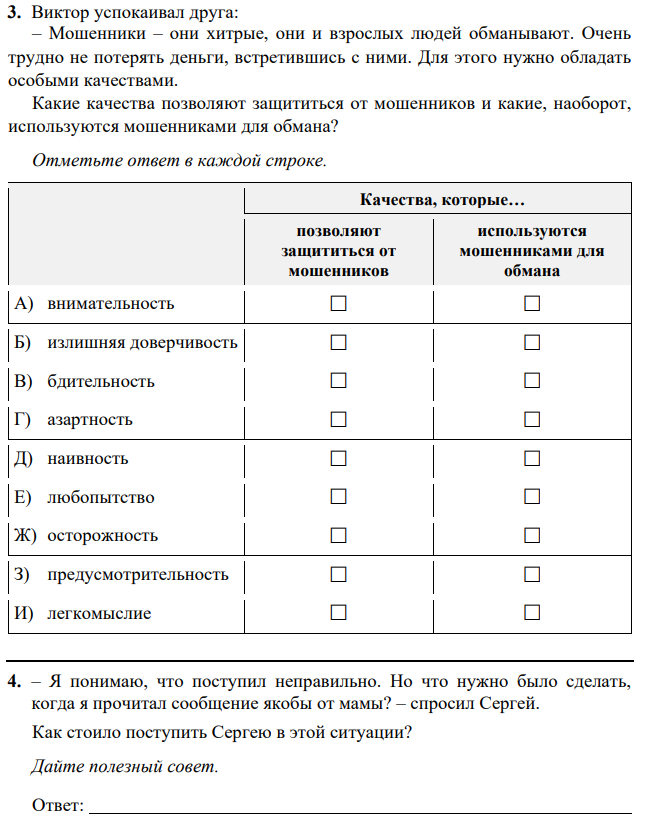 3. Виктор успокаивал друга:
– Мошенники – они хитрые, они и взрослых людей обманывают. Очень
трудно не потерять деньги, встретившись с ними. Для этого нужно обладать
особыми качествами.
Какие качества позволяют защититься от мошенников и какие, наоборот,
используются мошенниками для обмана?
Отметьте ответ в каждой строке.
Качества, которые…
позволяют
защититься от
мошенников
используются
мошенниками для
обмана
А) внимательность
Б) излишняя доверчивость
В) бдительность
Г) азартность
Д) наивность
Е) любопытство
Ж) осторожность
З) предусмотрительность
И) легкомыслие
4. – Я понимаю, что поступил неправильно. Но что нужно было сделать,
когда я прочитал сообщение якобы от мамы? – спросил Сергей.
Как стоило поступить Сергею в этой ситуации?
Дайте полезный совет.
Ответ: